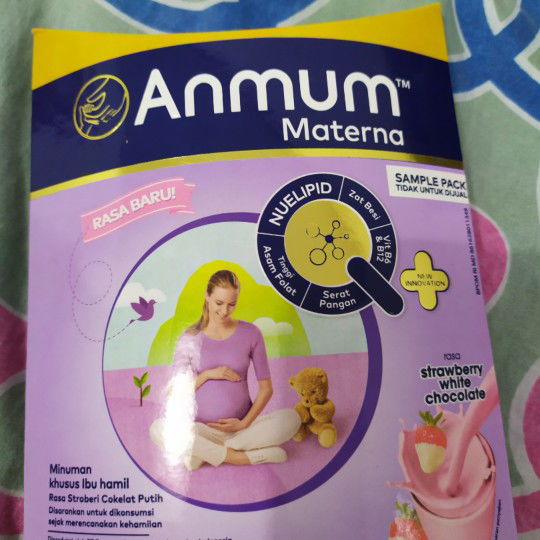 Anmum™
Materna
SAMPLE PACK
TIDAK UNTUK DIJUAL
RASA BARU!
NUELIPID
Zat Besi
Vit B6
& B12
Serat
Pangan
Tinggi
Asam Folat
NEW
INNOVATION
rasa
strawberry
white
chocolate
Minuman
khusus Ibu hamil
Rasa Stroberi Cokelat Putih
Disarankan untuk dikonsumsi
sejak merencanakan kehamilan